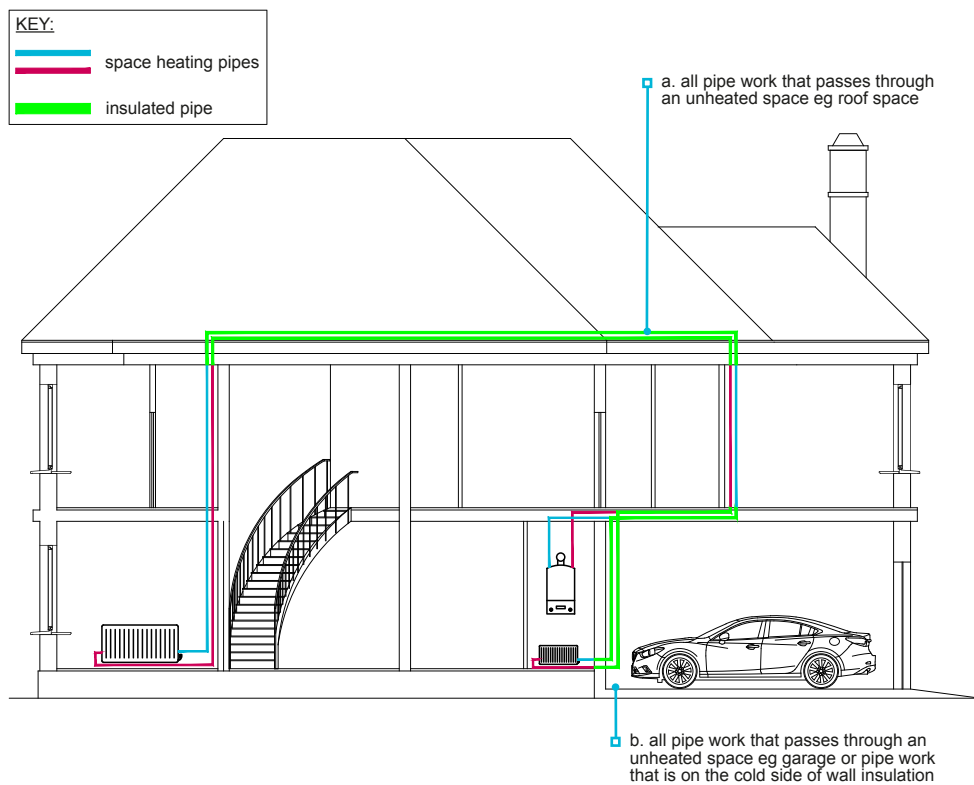 KEY:
space heating pipes
insulated pipe
a. all pipe work that passes through
an unheated space eg roof space
b. all pipe work that passes through an
unheated space eg garage or pipe work
that is on the cold side of wall insulation